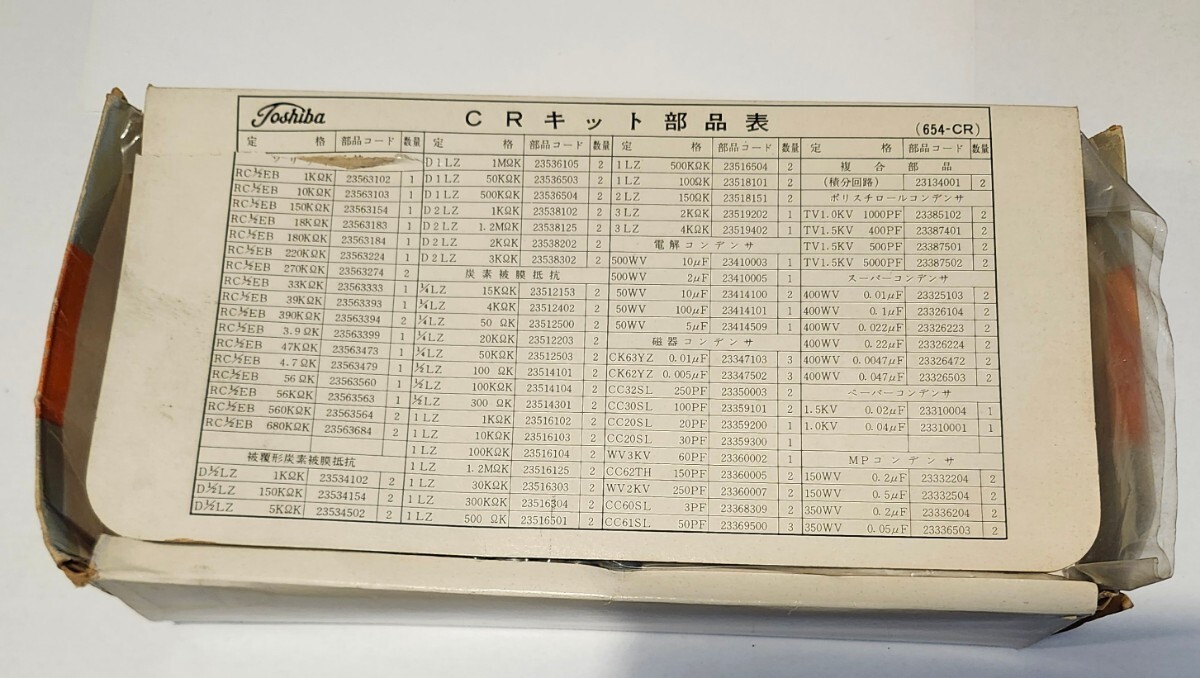 Toshiba CRキット部品表 (654-CR)
定格 部品コード 数量
RC½EB 1KΩK 23563102 1
RC½EB 10KΩK 23563103 1
RC½EB 150KΩK 23563154 1
RC½EB 18KΩK 23563183 1
RC½EB 180KΩK 23563184 1
RC½EB 220KΩK 23563224 1
RC½EB 270KΩK 23563274 2
RC½EB 33KΩK 23563333 1
RC½EB 39KΩK 23563393 1
RC½EB 390KΩK 23563394 2
RC½EB 3.9ΩK 23563399 1
RC½EB 47KΩK 23563473 1
RC½EB 4.7ΩK 23563479 1
RC½EB 56ΩK 23563560 1
RC½EB 56KΩK 23563563 1
RC½EB 560KΩK 23563564 2
RC½EB 680KΩK 23563684 2
被覆形炭素被膜抵抗
D½LZ 1KΩK 23534102 2
D½LZ 150KΩK 23534154 2
D½LZ 5KΩK 23534502 2
定格 部品コード 数量
D1LZ 1MΩK 23536105 2
D1LZ 50KΩK 23536503 2
D1LZ 500KΩK 23536504 2
D2LZ 1KΩK 23538102 2
D2LZ 1.2MΩK 23538125 2
D2LZ 2KΩK 23538202 2
D2LZ 3KΩK 23538302 2
炭素被膜抵抗
¼LZ 15KΩK 23512153 2
¼LZ 4KΩK 23512402 2
¼LZ 50ΩK 23512500 2
¼LZ 20KΩK 23512203 2
¼LZ 50KΩK 23512503 2
½LZ 100ΩK 23514101 2
½LZ 100KΩK 23514104 2
½LZ 300ΩK 23514301 2
1LZ 1KΩK 23516102 2
1LZ 10KΩK 23516103 2
1LZ 100KΩK 23516104 2
1LZ 1.2MΩK 23516125 2
1LZ 30KΩK 23516303 2
1LZ 300KΩK 23516304 2
1LZ 500ΩK 23516501 2
定格 部品コード 数量
1LZ 500KΩK 23516504 2
1LZ 100ΩK 23518101 2
2LZ 150ΩK 23518151 2
3LZ 2KΩK 23519202 1
3LZ 4KΩK 23519402 1
電解コンデンサ
500WV 10μF 23410003 1
500WV 2μF 23410005 1
50WV 10μF 23414100 2
50WV 100μF 23414101 1
50WV 5μF 23414509 1
磁器コンデンサ
CK63YZ 0.01μF 23347103 3
CK62YZ 0.005μF 23347502 3
CC32SL 250PF 23350003 2
CC30SL 100PF 23359101 2
CC20SL 20PF 23359200 1
CC20SL 30PF 23359300 1
WV3KV 60PF 23360002 1
CC62TH 150PF 23360005 2
WV2KV 250PF 23360007 2
CC60SL 3PF 23368309 2
CC61SL 50PF 23369500 3
定格 部品コード 数量
複合部品
(積分回路) 23134001 2
ポリスチロールコンデンサ
TV1.0KV 1000PF 23385102 2
TV1.5KV 400PF 23387401 2
TV1.5KV 500PF 23387501 2
TV1.5KV 5000PF 23387502 2
スーパーコンデンサ
400WV 0.01μF 23325103 2
400WV 0.1μF 23326104 2
400WV 0.022μF 23326223 2
400WV 0.22μF 23326224 2
400WV 0.0047μF 23326472 2
400WV 0.047μF 23326503 2
ペーパーコンデンサ
1.5KV 0.02μF 23310004 1
1.0KV 0.04μF 23310001 1
MPコンデンサ
150WV 0.2μF 23332204 2
150WV 0.5μF 23332504 2
350WV 0.2μF 23336204 2
350WV 0.05μF 23336503 2